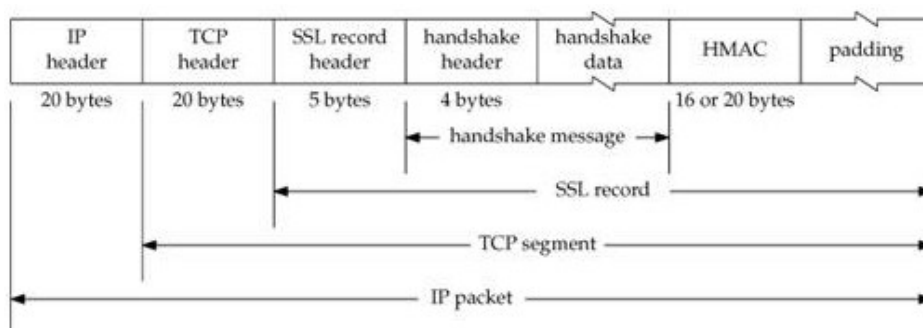 IP header
TCP header
SSL record header
handshake header
handshake data
HMAC
padding
20 bytes
20 bytes
5 bytes
4 bytes
16 or 20 bytes
handshake message
SSL record
TCP segment
IP packet